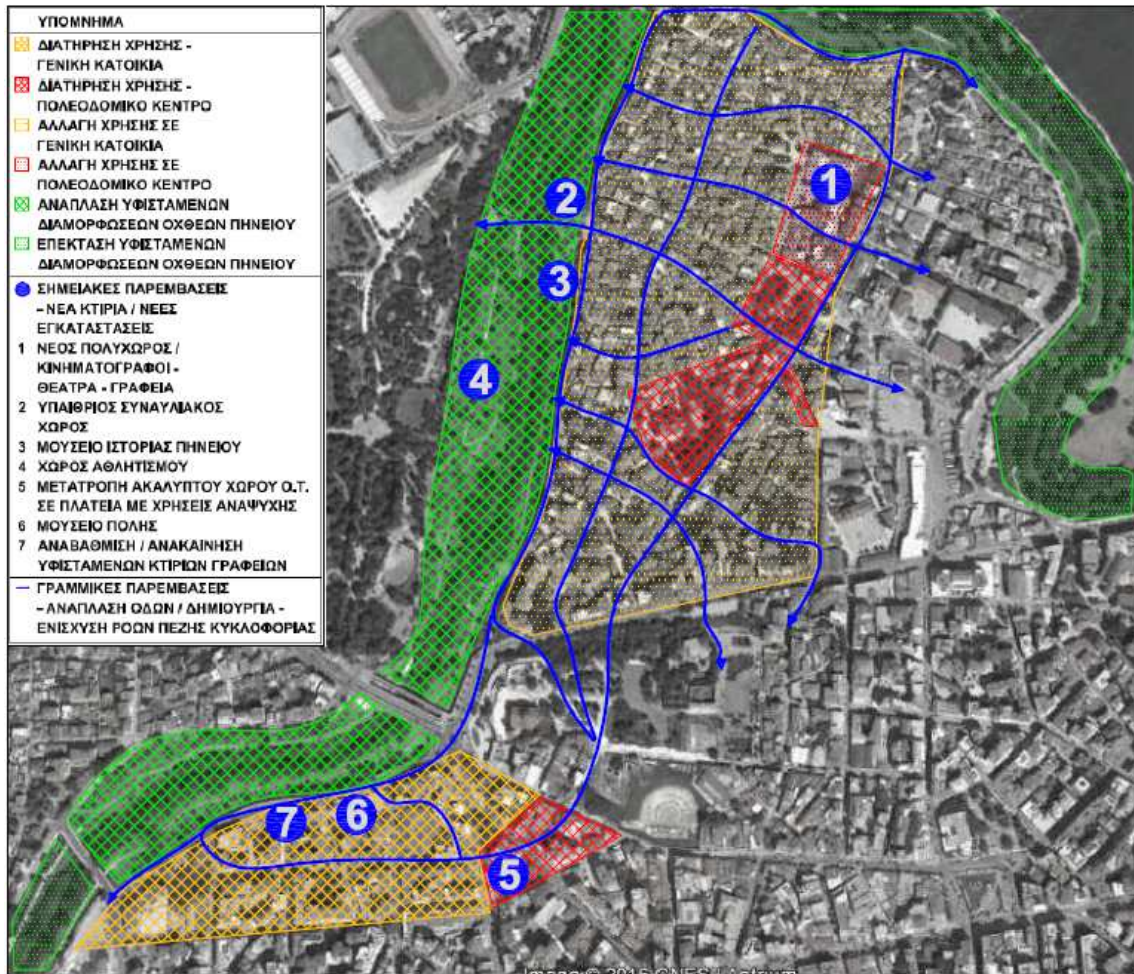 ΥΠΟΜΝΗΜΑ
ΔΙΑΤΗΡΗΣΗ ΧΡΗΣΗΣ -
ΓΕΝΙΚΗ ΚΑΤΟΙΚΙΑ
ΔΙΑΤΗΡΗΣΗ ΧΡΗΣΗΣ -
ΠΟΛΕΟΔΟΜΙΚΟ ΚΕΝΤΡΟ
ΑΛΛΑΓΗ ΧΡΗΣΗΣ ΣΕ
ΓΕΝΙΚΗ ΚΑΤΟΙΚΙΑ
ΑΛΛΑΓΗ ΧΡΗΣΗΣ ΣΕ
ΠΟΛΕΟΔΟΜΙΚΟ ΚΕΝΤΡΟ
ΑΝΑΠΛΑΣΗ ΥΦΙΣΤΑΜΕΝΩΝ
ΔΙΑΜΟΡΦΩΣΕΩΝ ΟΧΘΕΩΝ ΠΗΝΕΙΟΥ
ΕΠΕΚΤΑΣΗ ΥΦΙΣΤΑΜΕΝΩΝ
ΔΙΑΜΟΡΦΩΣΕΩΝ ΟΧΘΕΩΝ ΠΗΝΕΙΟΥ
ΣΗΜΕΙΑΚΕΣ ΠΑΡΕΜΒΑΣΕΙΣ
- ΝΕΑ ΚΤΙΡΙΑ / ΝΕΕΣ
ΕΓΚΑΤΑΣΤΑΣΕΙΣ
1 ΝΕΟΣ ΠΟΛΥΧΩΡΟΣ /
ΚΙΝΗΜΑΤΟΓΡΑΦΟΙ -
ΘΕΑΤΡΑ - ΓΡΑΦΕΙΑ
2 ΥΠΑΙΘΡΙΟΣ ΣΥΝΑΥΛΙΑΚΟΣ
ΧΩΡΟΣ
3 ΜΟΥΣΕΙΟ ΙΣΤΟΡΙΑΣ ΠΗΝΕΙΟΥ
4 ΧΩΡΟΣ ΑΘΛΗΤΙΣΜΟΥ
5 ΜΕΤΑΤΡΟΠΗ ΑΚΑΛΥΠΤΟΥ ΧΩΡΟΥ Ο.Τ.
ΣΕ ΠΛΑΤΕΙΑ ΜΕ ΧΡΗΣΕΙΣ ΑΝΑΨΥΧΗΣ
6 ΜΟΥΣΕΙΟ ΠΟΛΗΣ
7 ΑΝΑΒΑΘΜΙΣΗ / ΑΝΑΚΑΙΝΗΣΗ
ΥΦΙΣΤΑΜΕΝΩΝ ΚΤΙΡΙΩΝ ΓΡΑΦΕΙΩΝ
ΓΡΑΜΜΙΚΕΣ ΠΑΡΕΜΒΑΣΕΙΣ
- ΑΝΑΠΛΑΣΗ ΟΔΩΝ / ΔΗΜΙΟΥΡΓΙΑ -
ΕΝΙΣΧΥΣΗ ΡΟΩΝ ΠΕΖΗΣ ΚΥΚΛΟΦΟΡΙΑΣ
1
2
3
4
6
7
5
Image © 2015 CNES / Astrium